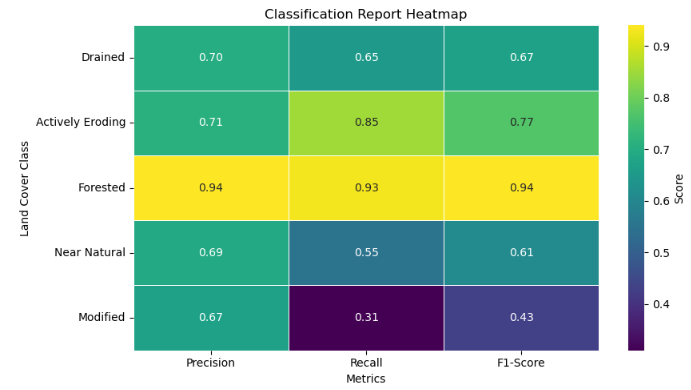 Classification Report Heatmap
Drained 0.70 0.65 0.67
Actively Eroding 0.71 0.85 0.77
Forested 0.94 0.93 0.94
Near Natural 0.69 0.55 0.61
Modified 0.67 0.31 0.43
Precision Recall F1-Score
Metrics
Land Cover Class
0.9
0.8
0.7
0.6
0.5
0.4
Score